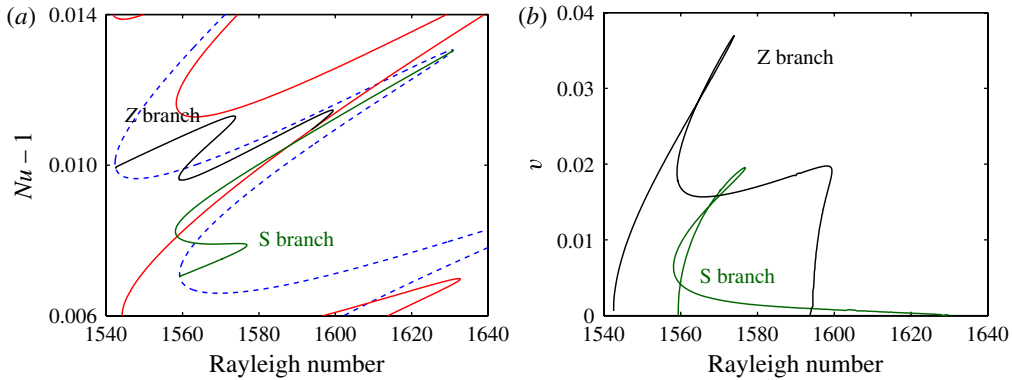 (a)
0.014
0.010
0.006
Nu – 1
Z branch
S branch
1540 1560 1580 1600 1620 1640
Rayleigh number
(b)
0.04
0.03
0.02
0.01
0
v
Z branch
S branch
1540 1560 1580 1600 1620 1640
Rayleigh number